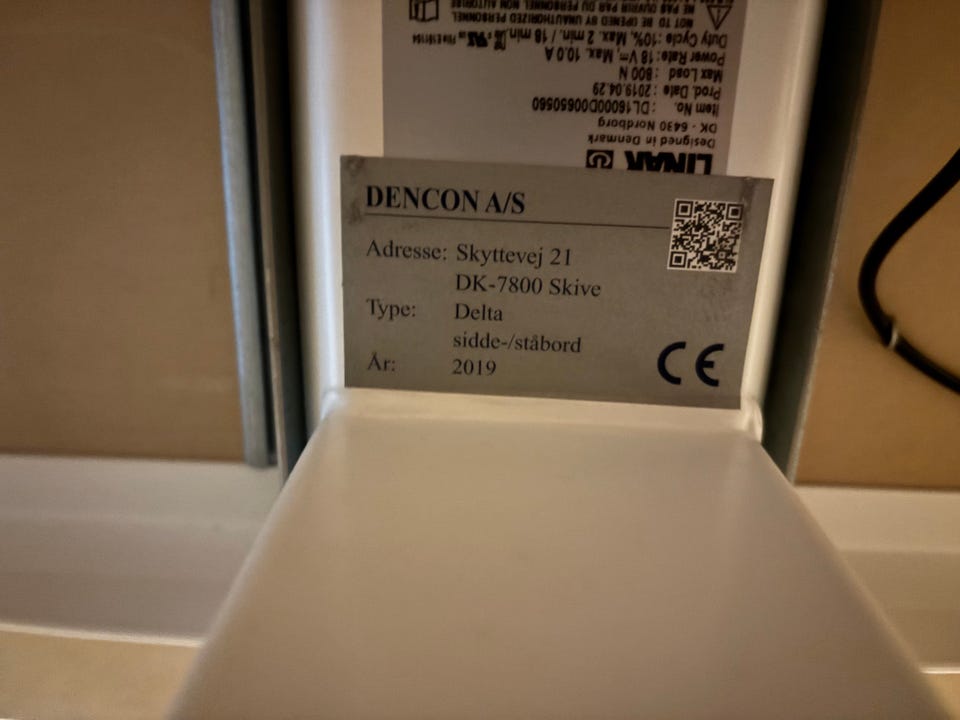 DENCON A/S
Adresse: Skyttevej 21
DK-7800 Skive
Type: Delta
sidde-/ståbord
År: 2019
CE
LINAK
Designed in Denmark
DK - 6430 Nordborg
Item No. : DL16000D00650560
Prod. Date : 2019.04.29
Max Load : 800 N
Power Rate: 18 V⎓ Max. 10.0 A
Duty Cycle : 10%, Max. 2 min. / 18 min.
NOT TO BE OPENED BY UNAUTHORIZED PERSONNEL
NE PAS OUVRIR PAR DU PERSONNEL NON AUTORISE